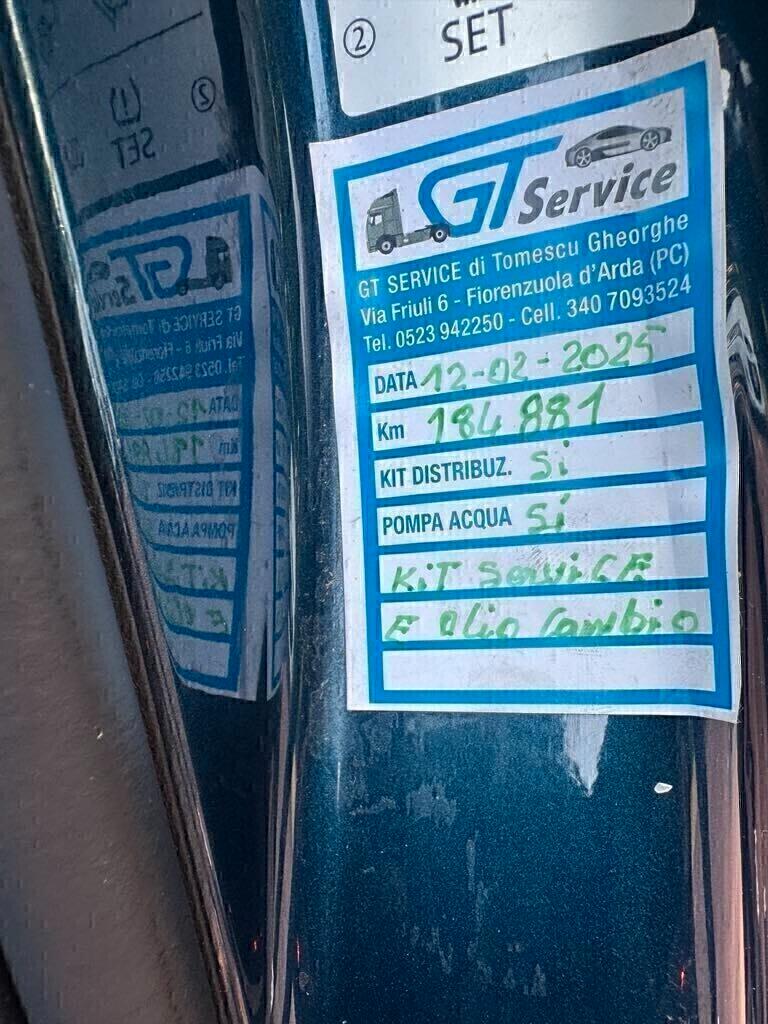 ② SET
GT Service
GT SERVICE di Tomescu Gheorghe
Via Friuli 6 - Fiorenzuola d'Arda (PC)
Tel. 0523 942250 - Cell. 340 7093524
DATA 12-02-2025
Km 184 881
KIT DISTRIBUZ. Si
POMPA ACQUA Si
KiT SerViCE
E Olio Cambio